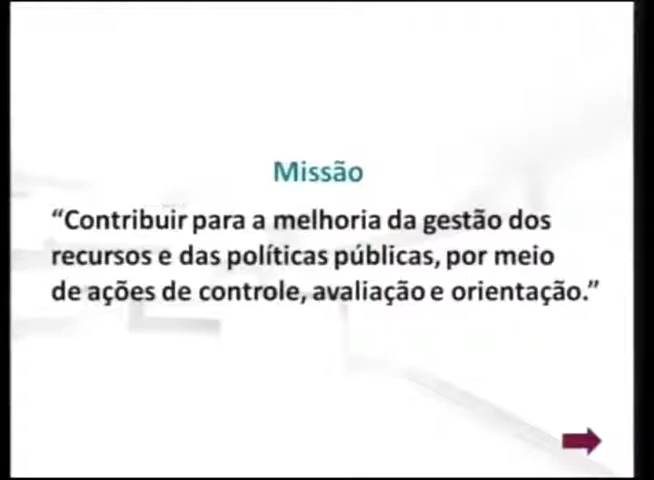 Missão
“Contribuir para a melhoria da gestão dos
recursos e das políticas públicas, por meio
de ações de controle, avaliação e orientação.”